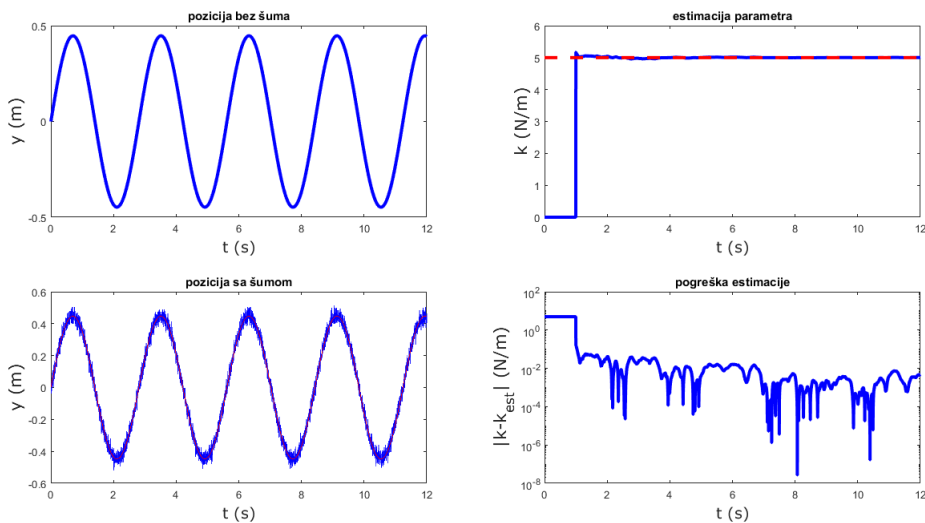 pozicija bez šuma
y (m)
0.5
0
-0.5
0 2 4 6 8 10 12
t (s)
estimacija parametra
k (N/m)
6
5
4
3
2
1
0
0 2 4 6 8 10 12
t (s)
pozicija sa šumom
y (m)
0.6
0.4
0.2
0
-0.2
-0.4
-0.6
0 2 4 6 8 10 12
t (s)
pogreška estimacije
|k-k_est| (N/m)
10^2
10^0
10^-2
10^-4
10^-6
10^-8
0 2 4 6 8 10 12
t (s)